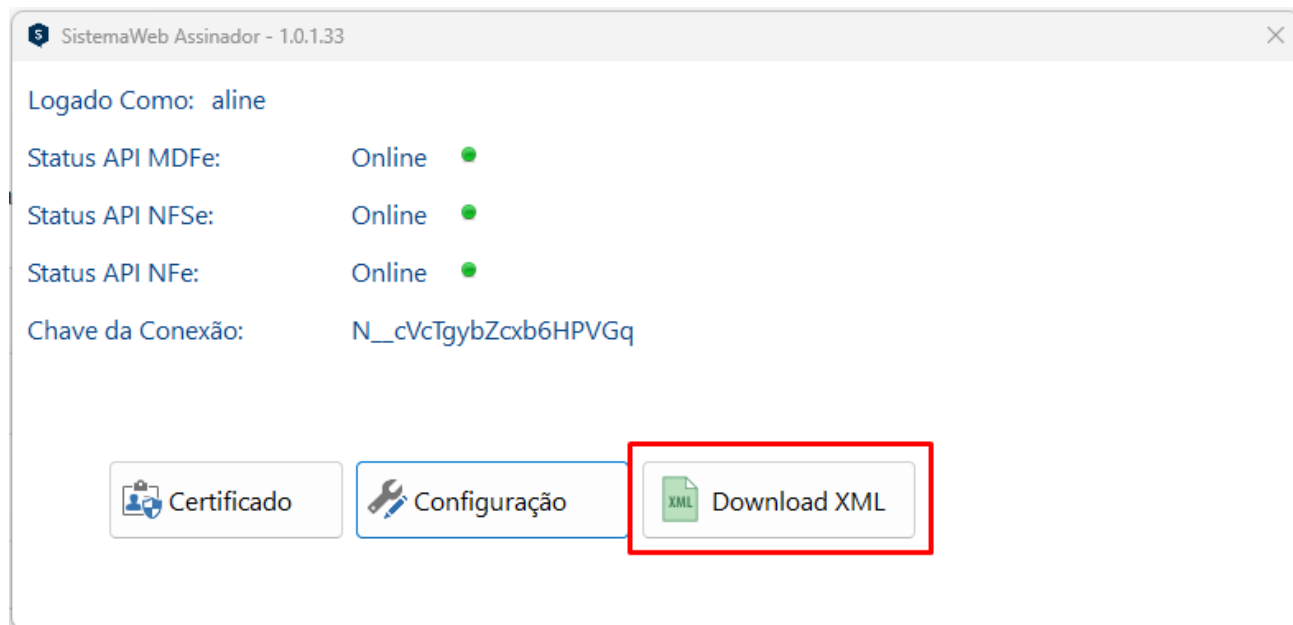 SistemaWeb Assinador - 1.0.1.33
Logado Como: aline
Status API MDFe: Online
Status API NFSe: Online
Status API NFe: Online
Chave da Conexão: N__cVcTgybZcxb6HPVGq
Certificado Configuração XML Download XML